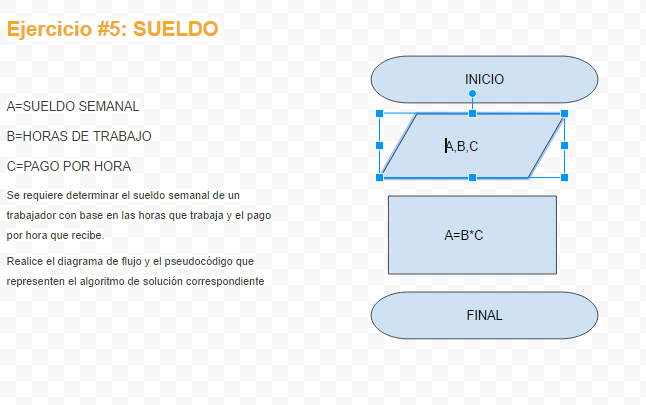 Ejercicio #5: SUELDO
A=SUELDO SEMANAL
B=HORAS DE TRABAJO
C=PAGO POR HORA
Se requiere determinar el sueldo semanal de un
trabajador con base en las horas que trabaja y el pago
por hora que recibe.
Realice el diagrama de flujo y el pseudocódigo que
representen el algoritmo de solución correspondiente
INICIO
A,B,C
A=B*C
FINAL